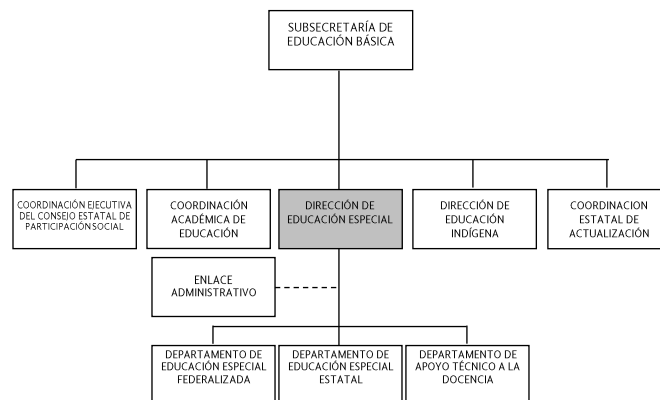 SUBSECRETARÍA DE
EDUCACIÓN BÁSICA
COORDINACIÓN EJECUTIVA
DEL CONSEJO ESTATAL DE
PARTICIPACIÓN SOCIAL
COORDINACIÓN
ACADÉMICA DE
EDUCACIÓN
DIRECCIÓN DE
EDUCACIÓN ESPECIAL
DIRECCIÓN DE
EDUCACIÓN
INDÍGENA
COORDINACION
ESTATAL DE
ACTUALIZACIÓN
ENLACE
ADMINISTRATIVO
DEPARTAMENTO DE
EDUCACIÓN ESPECIAL
FEDERALIZADA
DEPARTAMENTO DE
EDUCACIÓN ESPECIAL
ESTATAL
DEPARTAMENTO DE
APOYO TÉCNICO A LA
DOCENCIA